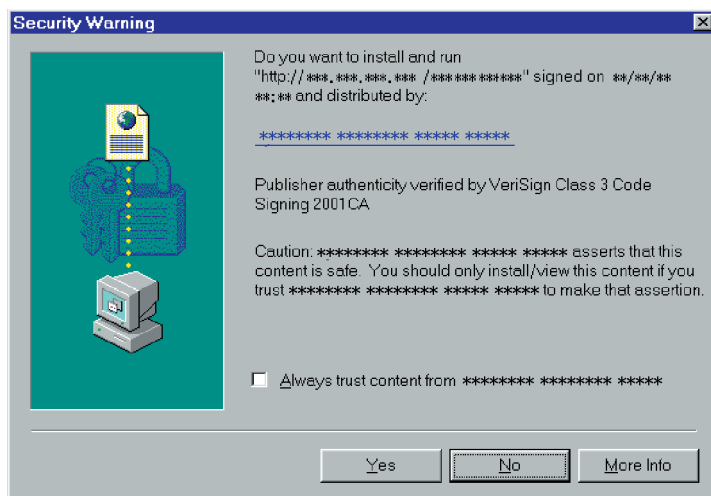 Security Warning
Do you want to install and run
"http://***.***.***.*** /************" signed on **/**/**
**:** and distributed by:
******** ******** ***** *****
Publisher authenticity verified by VeriSign Class 3 Code
Signing 2001CA
Caution: ******** ******** ***** ***** asserts that this
content is safe. You should only install/view this content if you
trust ******** ******** ***** ***** to make that assertion.
Always trust content from ******** ******** *****
Yes
No
More Info